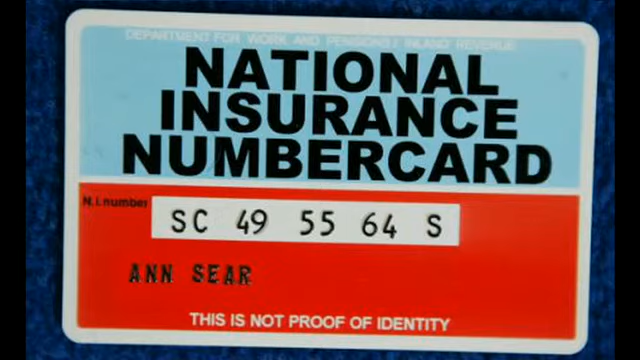 DEPARTMENT FOR WORK AND PENSIONS / INLAND REVENUE
NATIONAL
INSURANCE
NUMBERCARD
N.I.number
SC 49 55 64 S
ANN SEAR
THIS IS NOT PROOF OF IDENTITY